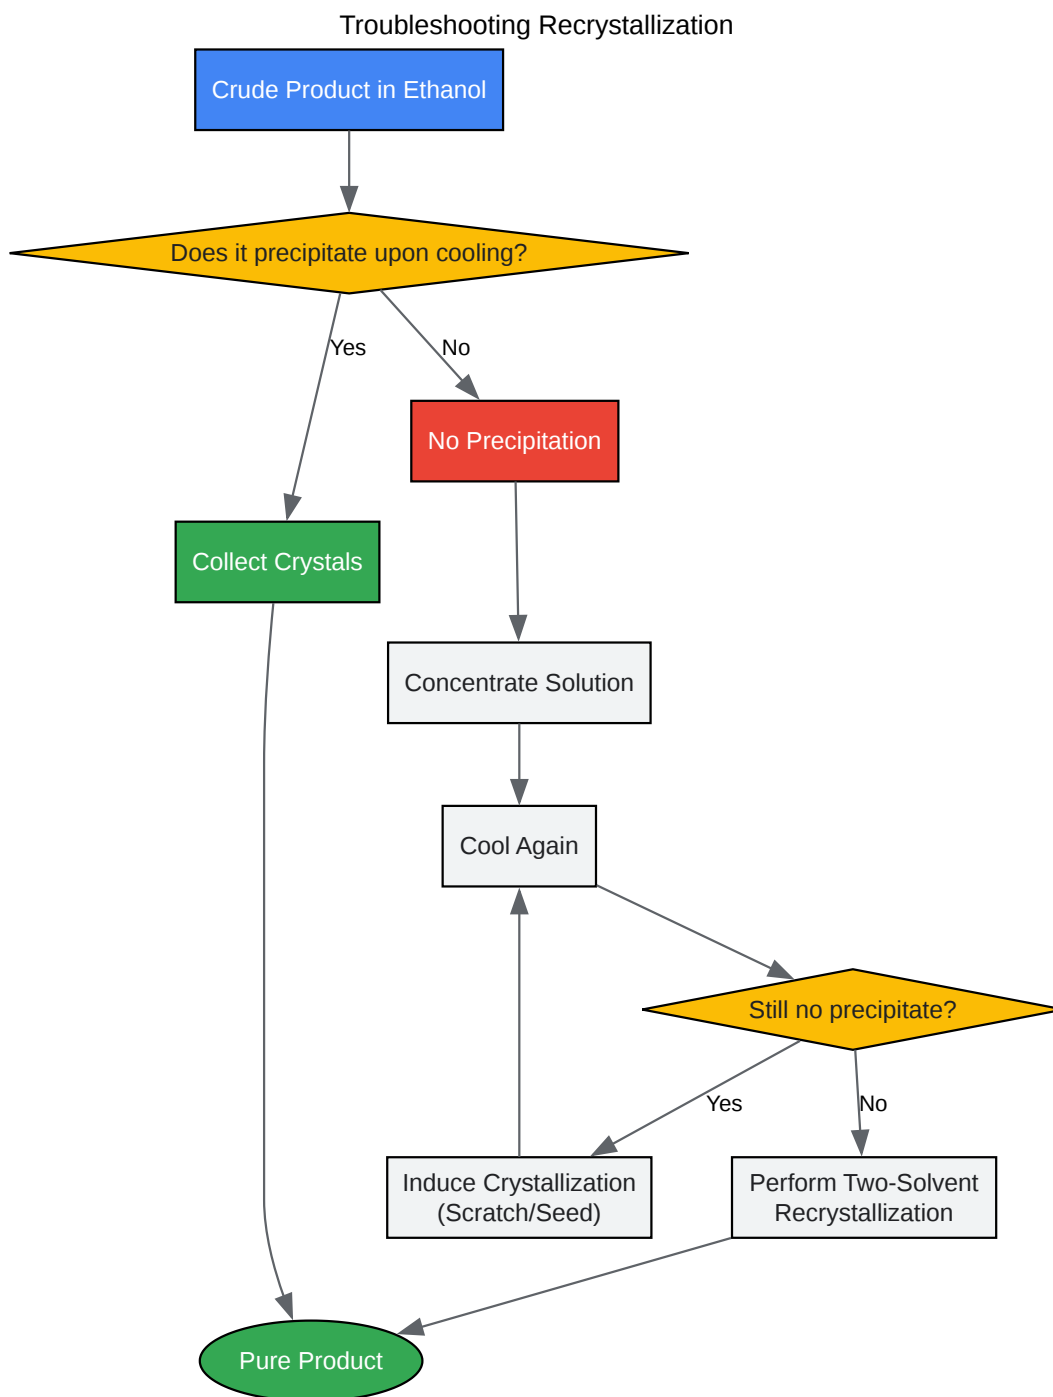 Troubleshooting Recrystallization
Crude Product in Ethanol
Does it precipitate upon cooling?
Yes
No
No Precipitation
Collect Crystals
Concentrate Solution
Cool Again
Still no precipitate?
Yes
No
Induce Crystallization
(Scratch/Seed)
Perform Two-Solvent
Recrystallization
Pure Product